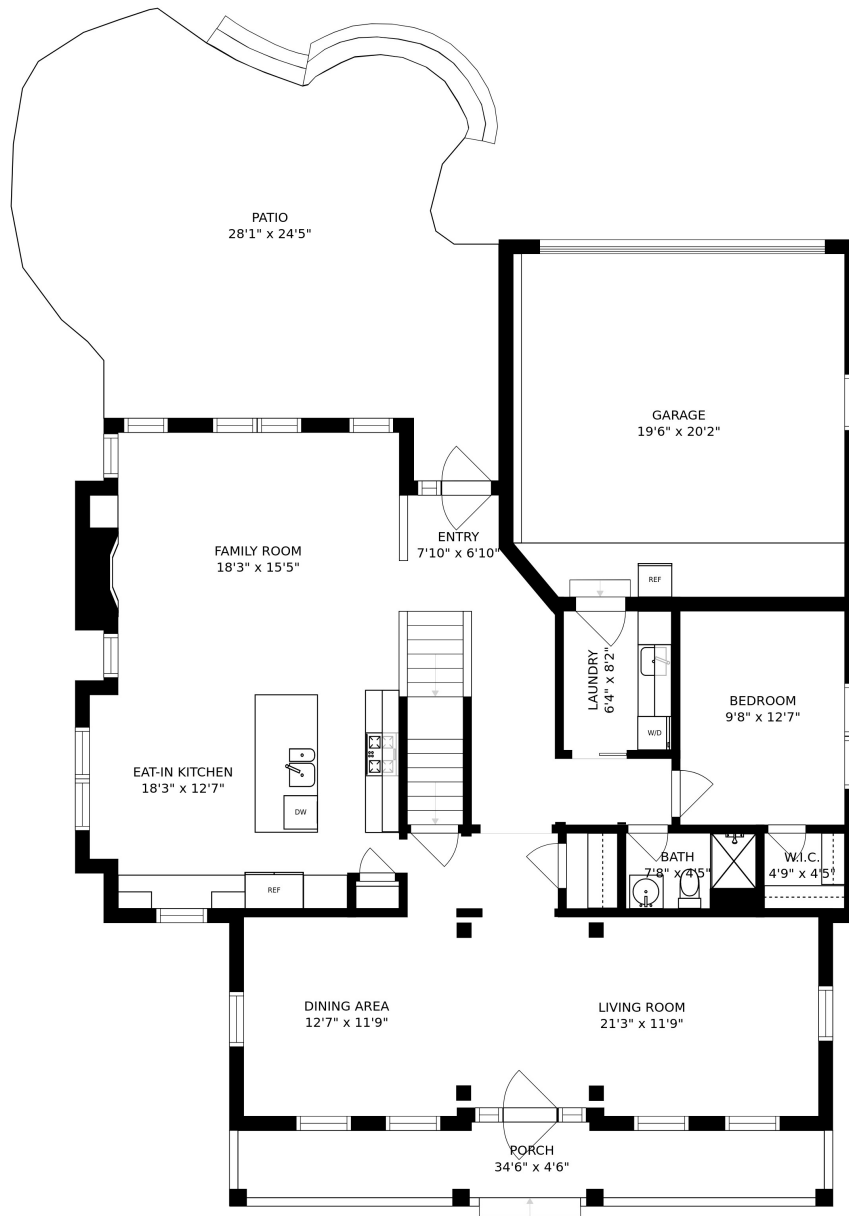 PATIO
28'1" x 24'5"
GARAGE
19'6" x 20'2"
ENTRY
7'10" x 6'10"
FAMILY ROOM
18'3" x 15'5"
REF
LAUNDRY
6'4" x 8'2"
BEDROOM
9'8" x 12'7"
W/D
EAT-IN KITCHEN
18'3" x 12'7"
DW
BATH
7'8" x 4'5"
W.I.C.
4'9" x 4'5"
REF
DINING AREA
12'7" x 11'9"
LIVING ROOM
21'3" x 11'9"
PORCH
34'6" x 4'6"